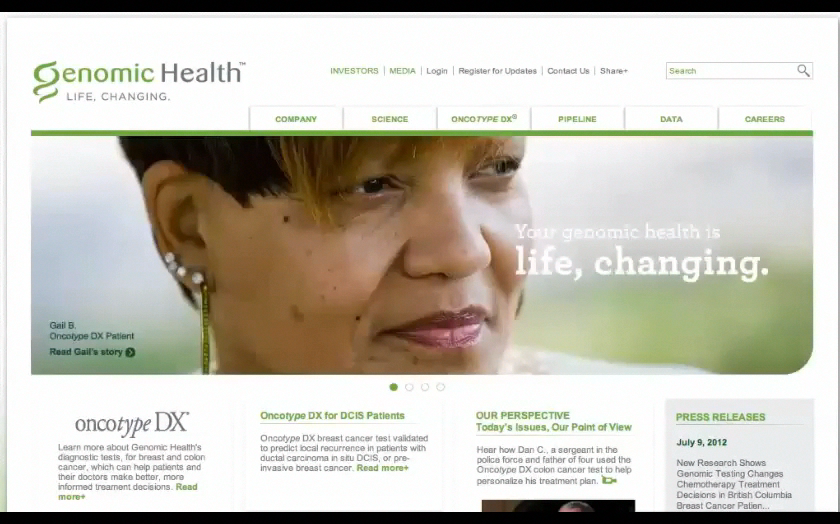 genomic Health™
LIFE, CHANGING.
INVESTORS | MEDIA | Login | Register for Updates | Contact Us | Share+
Search
COMPANY
SCIENCE
ONCOTYPE DX®
PIPELINE
DATA
CAREERS
Your genomic health is
life, changing.
Gail B.
Oncotype DX Patient
Read Gail's story
oncotype DX®
Learn more about Genomic Health's
diagnostic tests, for breast and colon
cancer, which can help patients and
their doctors make better, more
informed treament decisions. Read
more+
Oncotype DX for DCIS Patients
Oncotype DX breast cancer test validated
to predict local recurrence in patients with
ductal carcinoma in situ DCIS, or pre-
invasive breast cancer. Read more+
OUR PERSPECTIVE
Today's Issues, Our Point of View
Hear how Dan C., a sergeant in the
police force and father of four used the
Oncotype DX colon cancer test to help
personalize his treatment plan.
PRESS RELEASES
July 9, 2012
New Research Shows
Genomic Testing Changes
Chemotherapy Treatment
Decisions in British Columbia
Breast Cancer Patien...